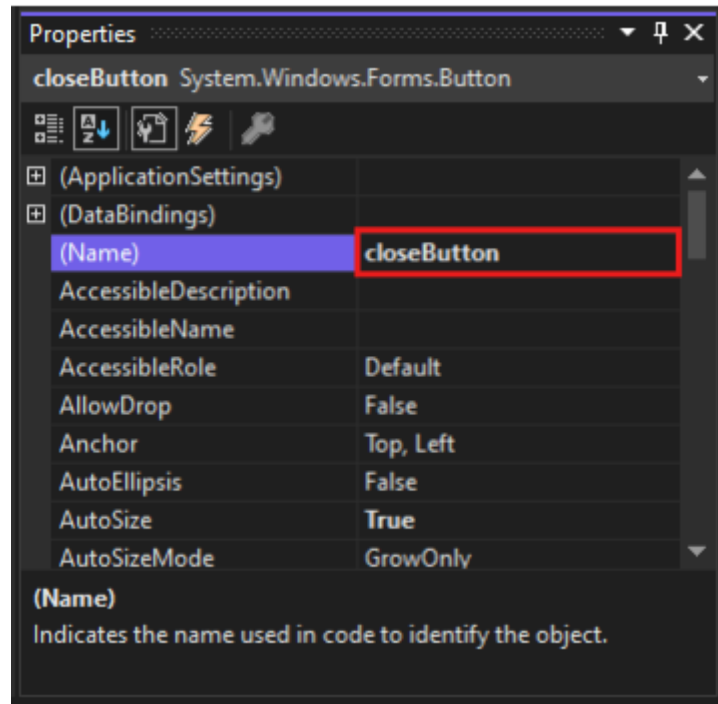 Properties
closeButton System.Windows.Forms.Button
(ApplicationSettings)
(DataBindings)
(Name) closeButton
AccessibleDescription
AccessibleName
AccessibleRole Default
AllowDrop False
Anchor Top, Left
AutoEllipsis False
AutoSize True
AutoSizeMode GrowOnly
(Name)
Indicates the name used in code to identify the object.